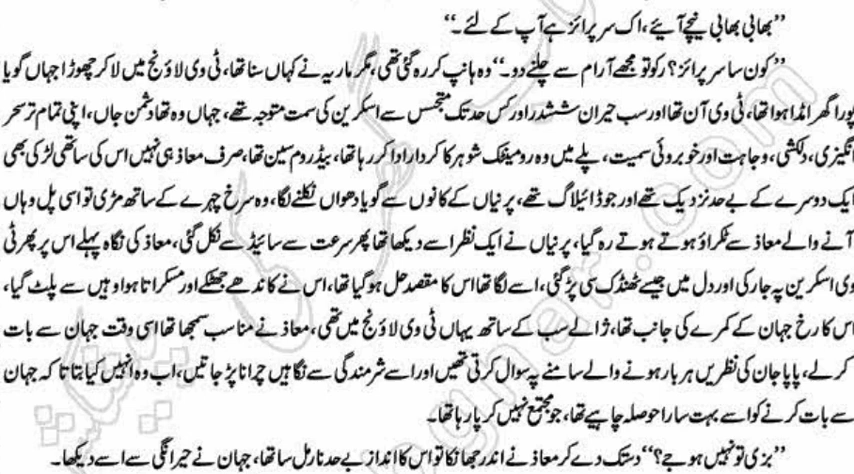 ’’بھابی بھابی نیچے آیئے، اک سرپرائز ہے آپ کے لئے۔‘‘
’’کون سا سرپرائز؟ رکو تو مجھے آرام سے چلنے دو۔‘‘ وہ ہانپ کر رہ گئی تھی، مگر ماریہ نے کہاں سنا تھا، ٹی وی لاؤنج میں لا کر چھوڑا جہاں گویا
پورا گھر امڈا ہوا تھا، ٹی وی آن تھا اور سب حیران ششدر اور کس حد تک متجسس سے اسکرین کی سمت متوجہ تھے، جہاں وہ تھا دشمن جاں، اپنی تمام تر سحر
انگیزی، دلکشی، وجاہت اور خوبروئی سمیت، پلے میں وہ رومینٹک شوہر کا کردار ادا کر رہا تھا، بیڈ روم سین تھا، صرف معاذ ہی نہیں اس کی ساتھی لڑکی بھی
ایک دوسرے کے بے حد نزدیک تھے اور جو ڈائیلاگ تھے، پرنیاں کے کانوں سے گویا دھواں نکلنے لگا، وہ سرخ چہرے کے ساتھ مڑی تو اسی پل وہاں
آنے والے معاذ سے ٹکراؤ ہوتے ہوتے رہ گیا، پرنیاں نے ایک نظر اسے دیکھا تھا پھر سرعت سے سائیڈ سے نکل گئی، معاذ کی نگاہ پہلے اس پر پھر ٹی
وی اسکرین پہ جا رکی اور دل میں جیسے ٹھنڈک سی پڑ گئی، اسے لگا تھا اس کا مقصد حل ہو گیا تھا، اس نے کاندھے جھٹکے اور مسکراتا ہوا وہیں سے پلٹ گیا،
اس کا رخ جہان کے کمرے کی جانب تھا، ژالے سب کے ساتھ یہاں ٹی وی لاؤنج میں تھی، معاذ نے مناسب سمجھا تھا اسی وقت جہان سے بات
کر لے، پاپا جان کی نظریں ہر بار ہونے والے سامنے پہ سوال کرتی تھیں اور اسے شرمندگی سے نگاہیں چرانا پڑ جاتیں، اب وہ انہیں کیا بتاتا کہ جہان
سے بات کرنے کو اسے بہت سارا حوصلہ چاہیے تھا، جو مجتمع نہیں کر پا رہا تھا۔
’’بزی تو نہیں ہو جے؟‘‘ دستک دے کر معاذ نے اندر جھانکا تو اس کا انداز بے حد نارمل سا تھا، جہان نے حیرانگی سے اسے دیکھا۔